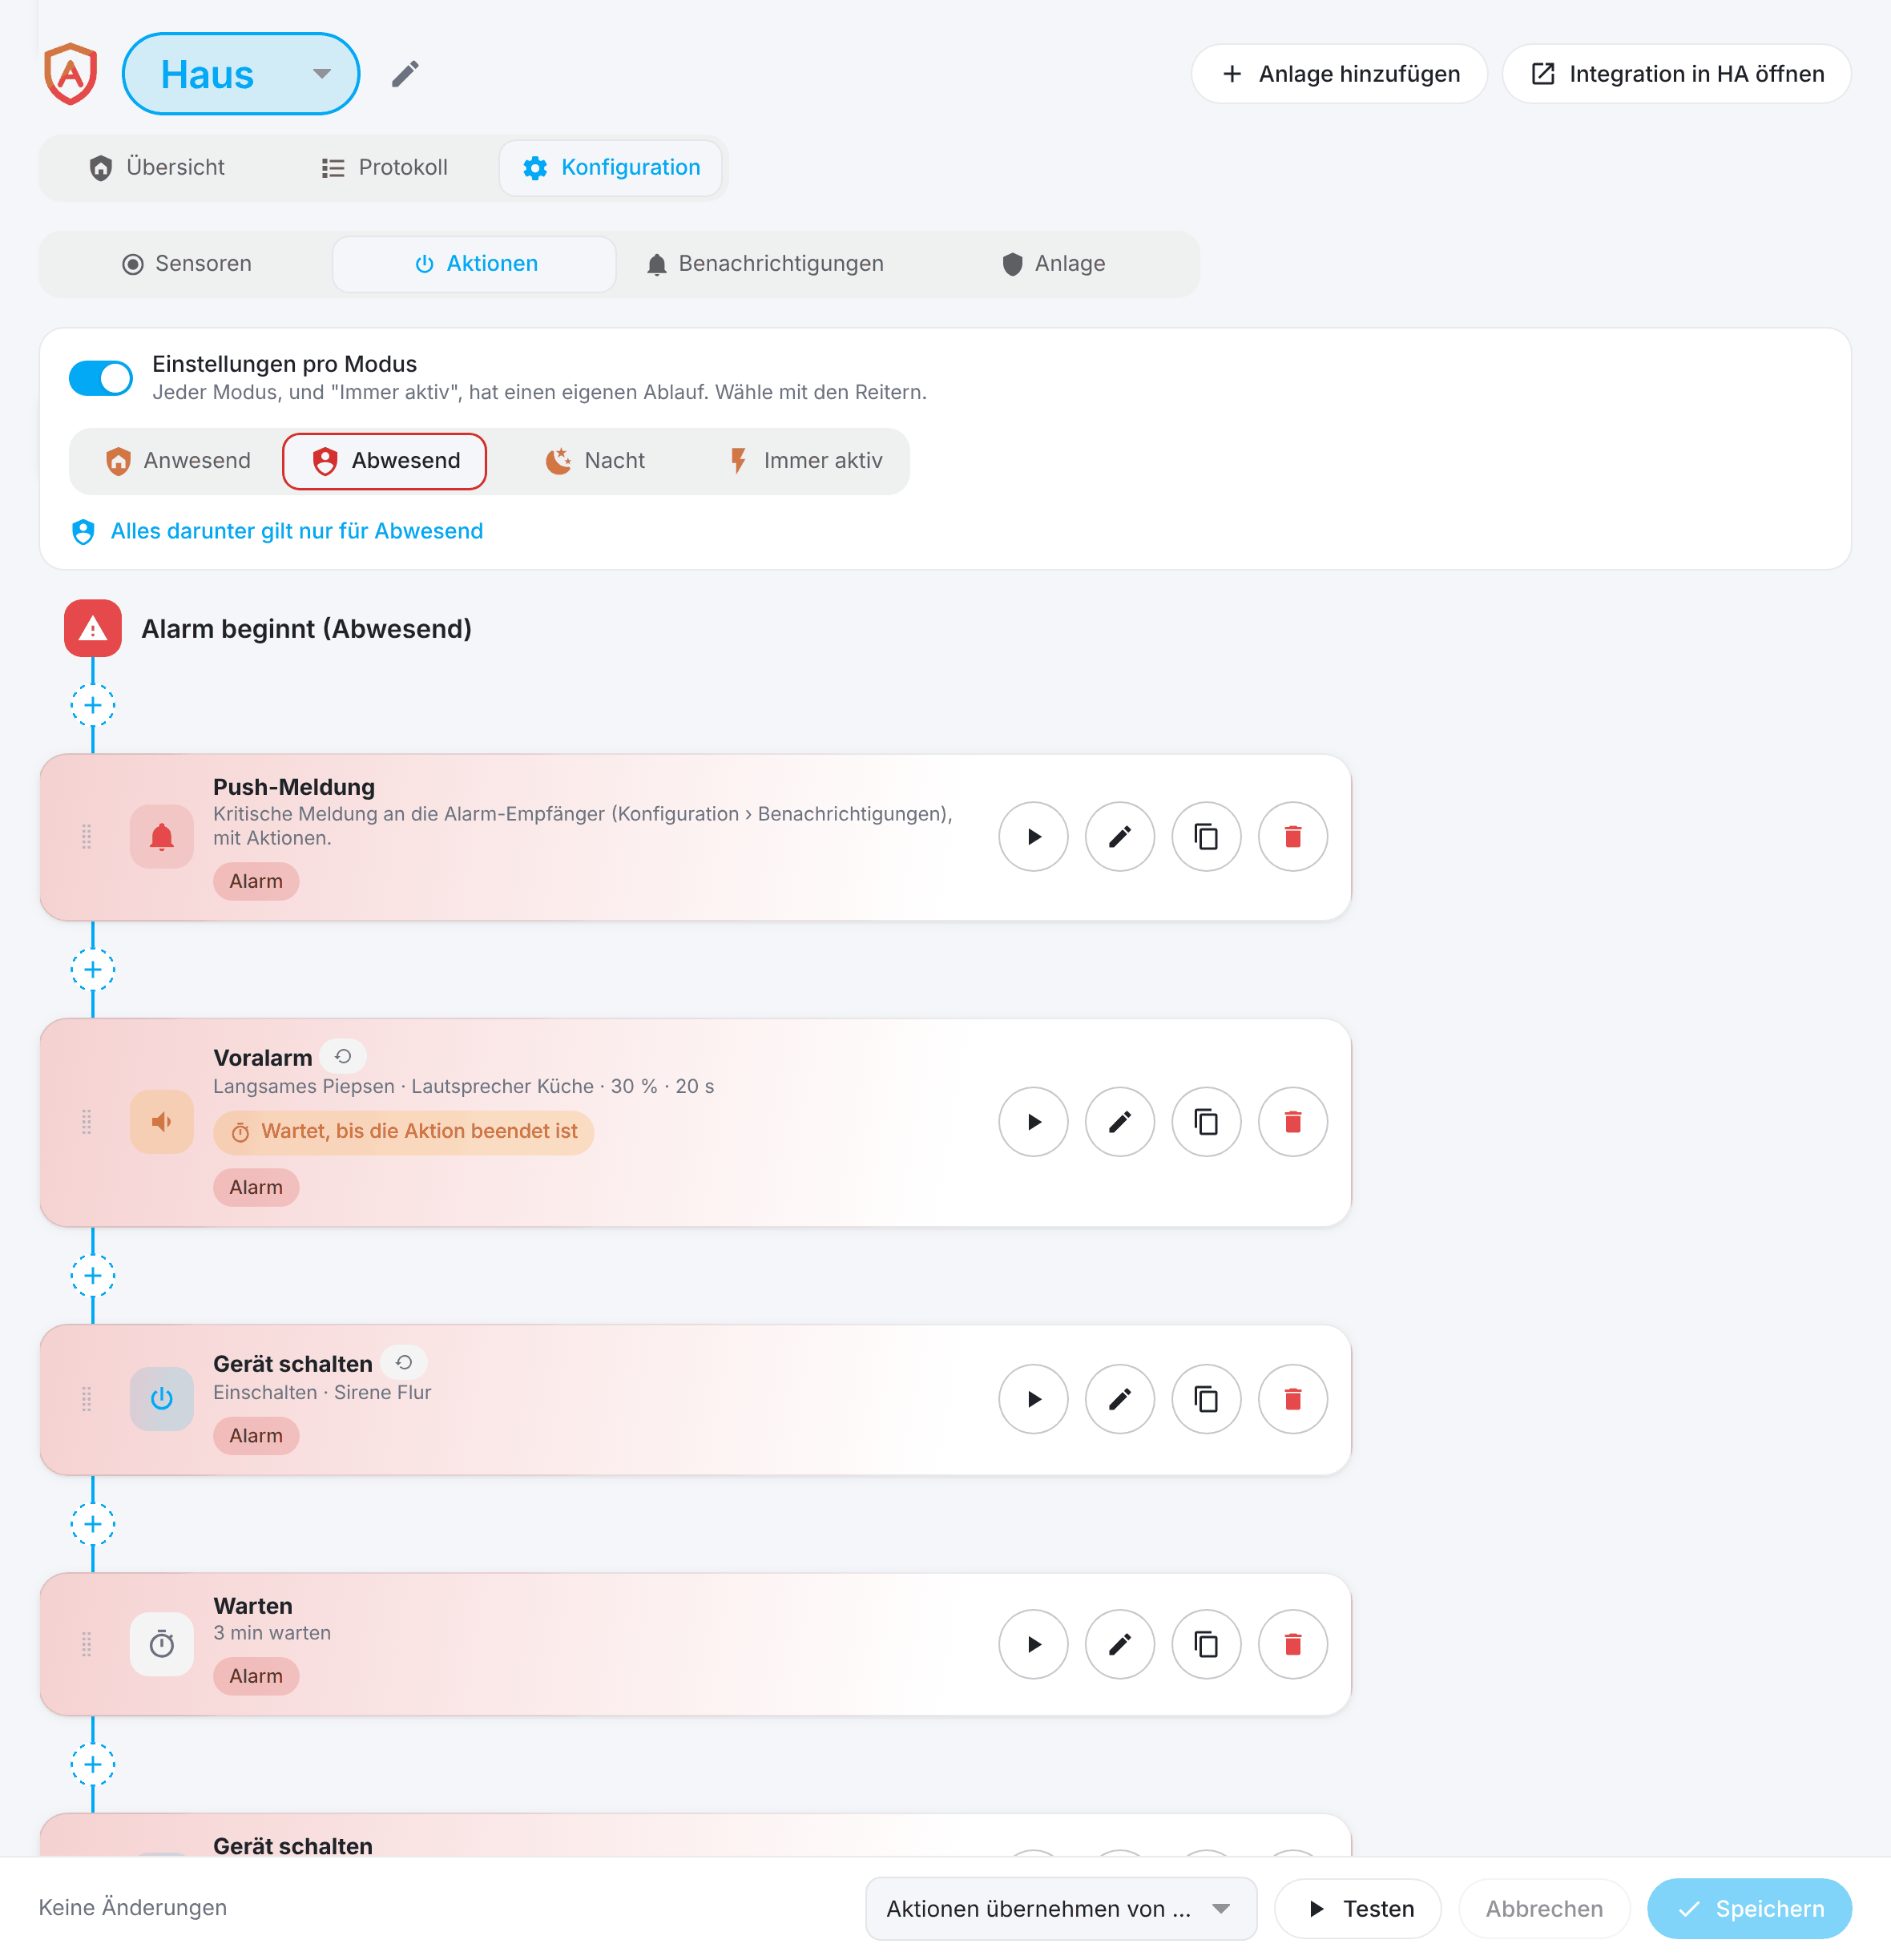 Haus
Anlage hinzufügen
Integration in HA öffnen
Übersicht
Protokoll
Konfiguration
Sensoren
Aktionen
Benachrichtigungen
Anlage
Einstellungen pro Modus
Jeder Modus, und "Immer aktiv", hat einen eigenen Ablauf. Wähle mit den Reitern.
Anwesend
Abwesend
Nacht
Immer aktiv
Alles darunter gilt nur für Abwesend
Alarm beginnt (Abwesend)
Push-Meldung
Kritische Meldung an die Alarm-Empfänger (Konfiguration › Benachrichtigungen),
mit Aktionen.
Alarm
Voralarm
Langsames Piepsen · Lautsprecher Küche · 30 % · 20 s
Wartet, bis die Aktion beendet ist
Alarm
Gerät schalten
Einschalten · Sirene Flur
Alarm
Warten
3 min warten
Alarm
Gerät schalten
Keine Änderungen
Aktionen übernehmen von ...
Testen
Abbrechen
Speichern